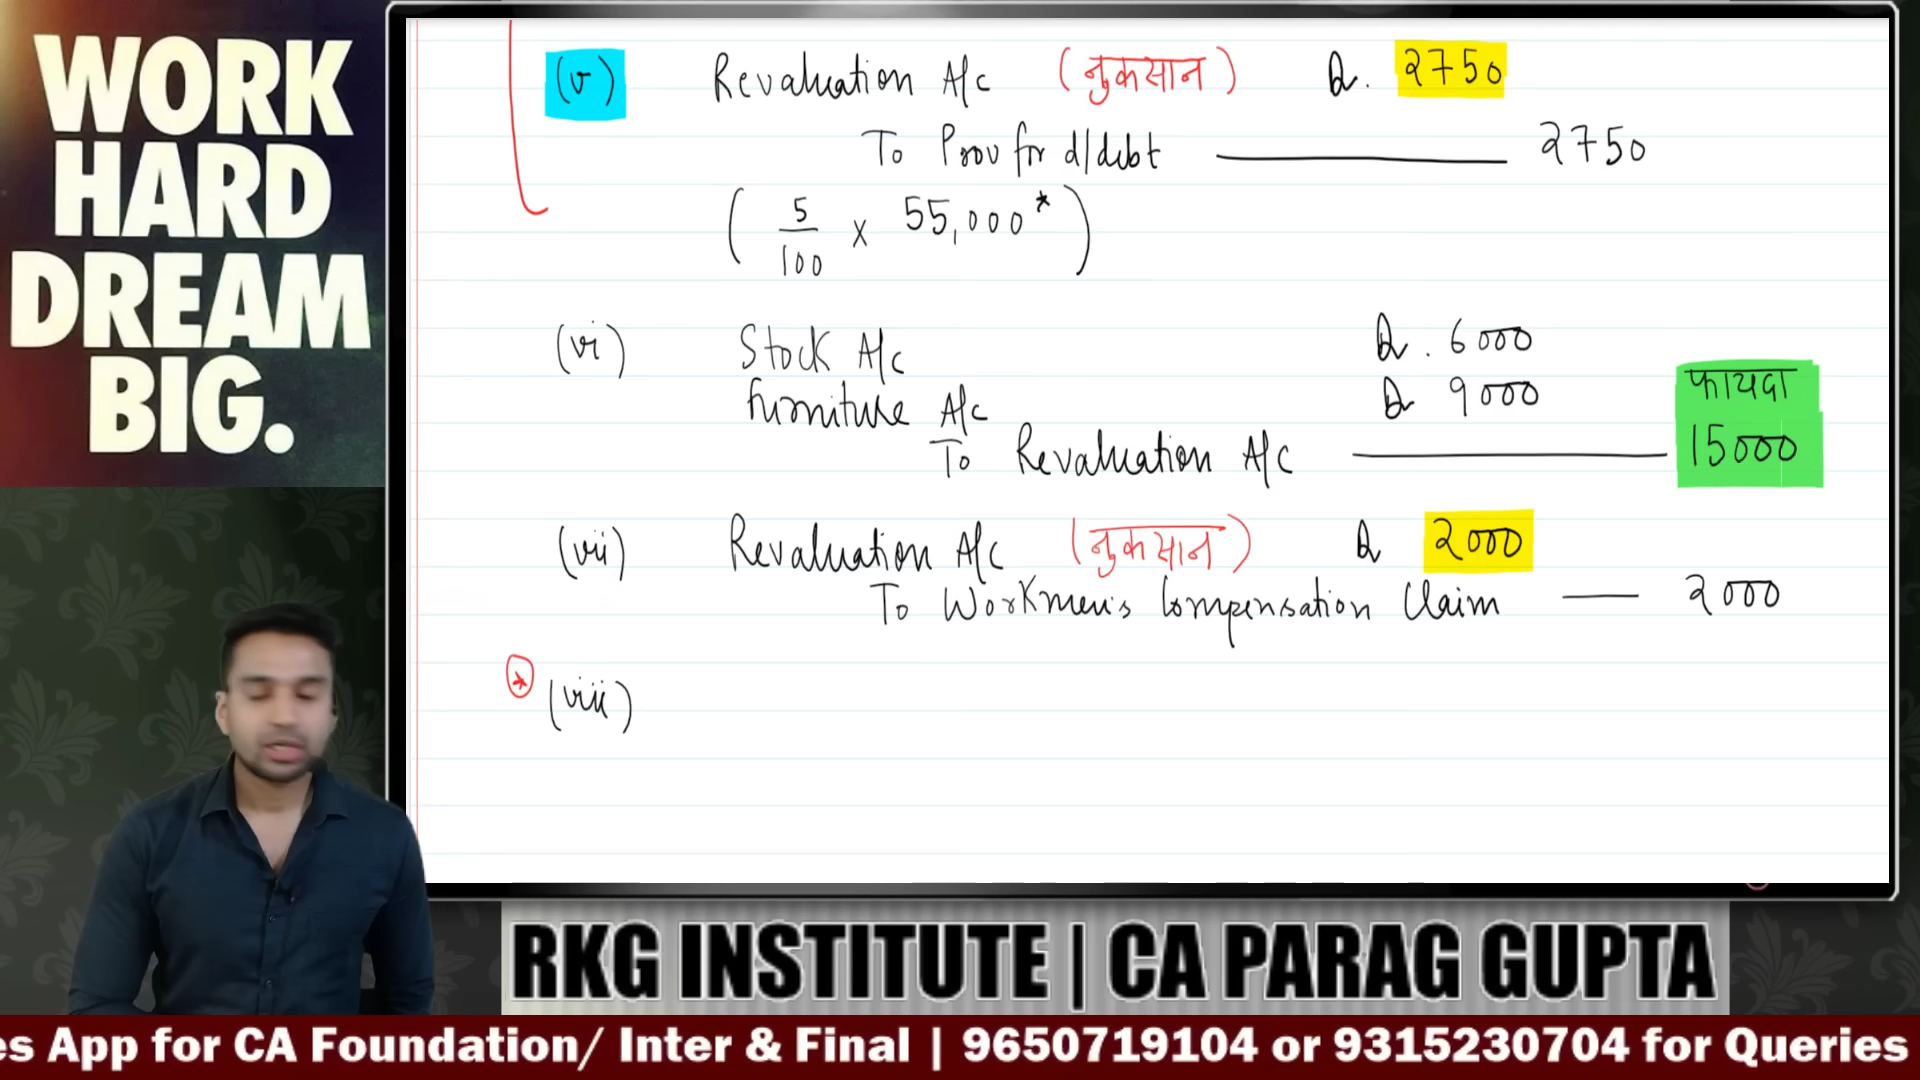 WORK
HARD
DREAM
BIG.
(v) Revaluation A/c (नुकसान) Dr. 2750
To Prov for d/debt 2750
( 5/100 x 55,000* )
(vi) Stock A/c Dr. 6000
Furniture A/c Dr 9000 फायदा
To Revaluation A/c 15000
(vii) Revaluation A/c (नुकसान) Dr 2000
To Workmen's Compensation Claim 2000
* (viii)
RKG INSTITUTE | CA PARAG GUPTA
es App for CA Foundation/ Inter & Final | 9650719104 or 9315230704 for Queries